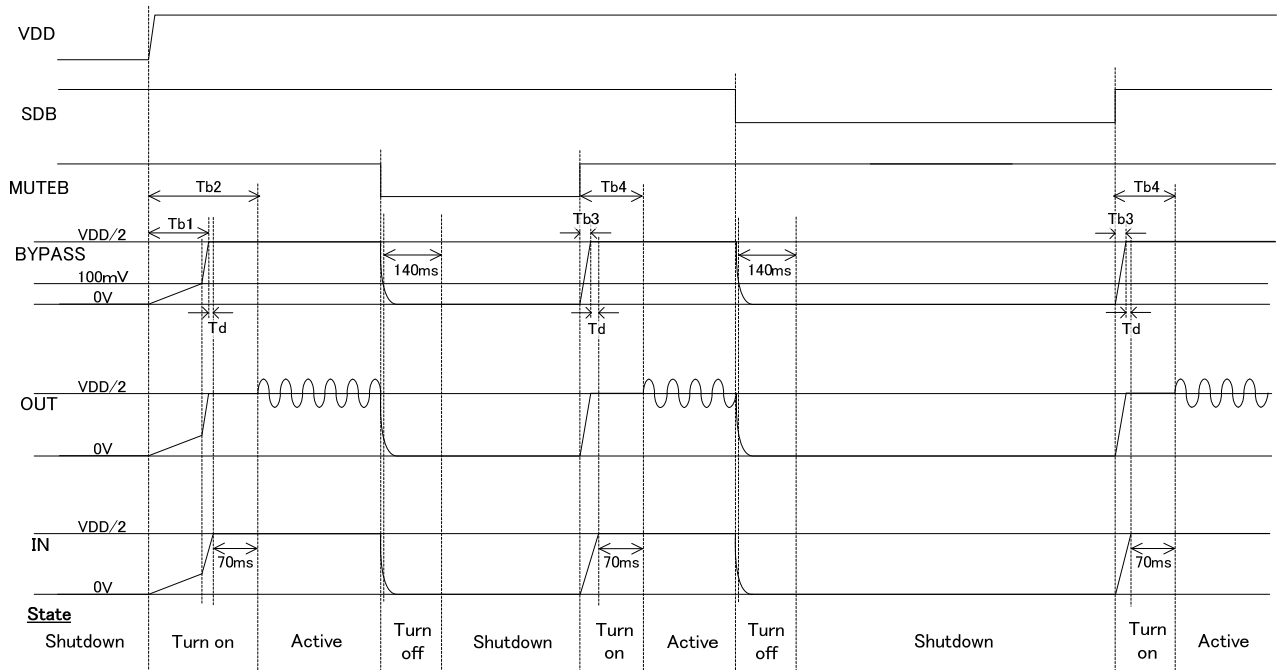 VDD
SDB
MUTEB
Tb2
Tb4
Tb4
Tb1
Tb3
Tb3
VDD/2
BYPASS
140ms
140ms
100mV
0V
Td
Td
Td
VDD/2
OUT
0V
VDD/2
IN
70ms
70ms
70ms
0V
State
Shutdown
Turn on
Active
Turn
off
Shutdown
Turn
on
Active
Turn
off
Shutdown
Turn
on
Active